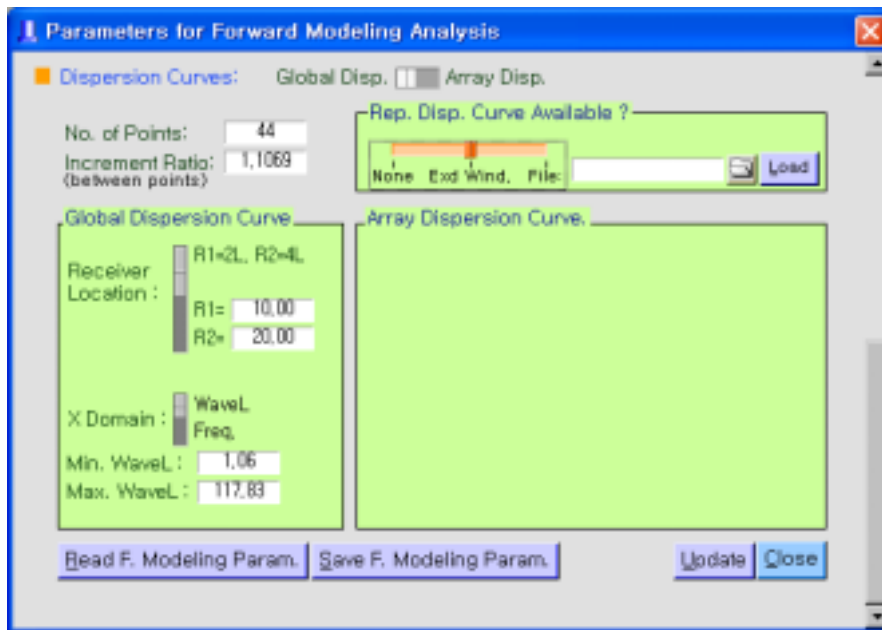 Parameters for Forward Modeling Analysis
Dispersion Curves: Global Disp. Array Disp.
No. of Points: 44
Increment Ratio: 1,1069
(between points)
Rep. Disp. Curve Available ?
None Exd Wind, File: Load
Global Dispersion Curve
Receiver Location :
R1=2L, R2=4L
R1= 10,00
R2= 20,00
X Domain :
WaveL
Freq,
Min. WaveL : 1,06
Max. WaveL : 117,83
Array Dispersion Curve.
Read F. Modeling Param. Save F. Modeling Param. Update Close